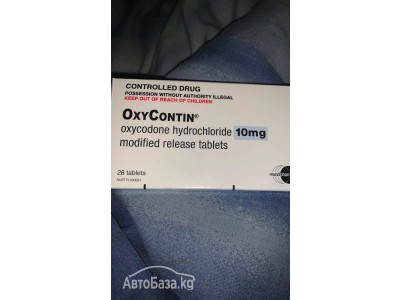 CONTROLLED DRUG
POSSESSION WITHOUT AUTHORITY ILLEGAL
KEEP OUT OF REACH OF CHILDREN
OXYCONTIN®
oxycodone hydrochloride 10mg
modified release tablets
28 tablets
АвтоБаза.kg